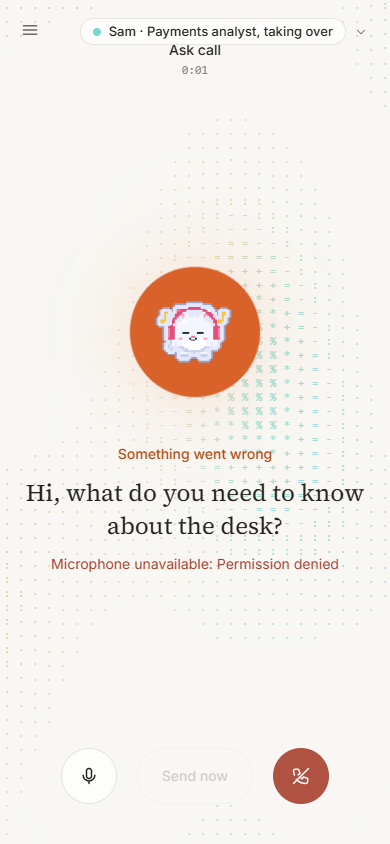 Sam · Payments analyst, taking over
Ask call
0:01
Something went wrong
Hi, what do you need to know
about the desk?
Microphone unavailable: Permission denied
Send now